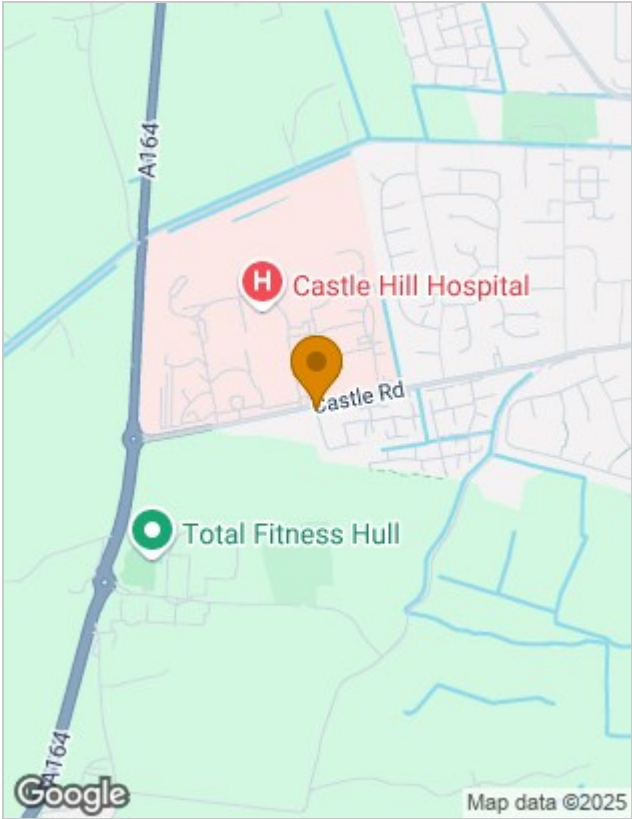 A164
H
Castle Hill Hospital
Castle Rd
Total Fitness Hull
A164
Google
Map data ©2025